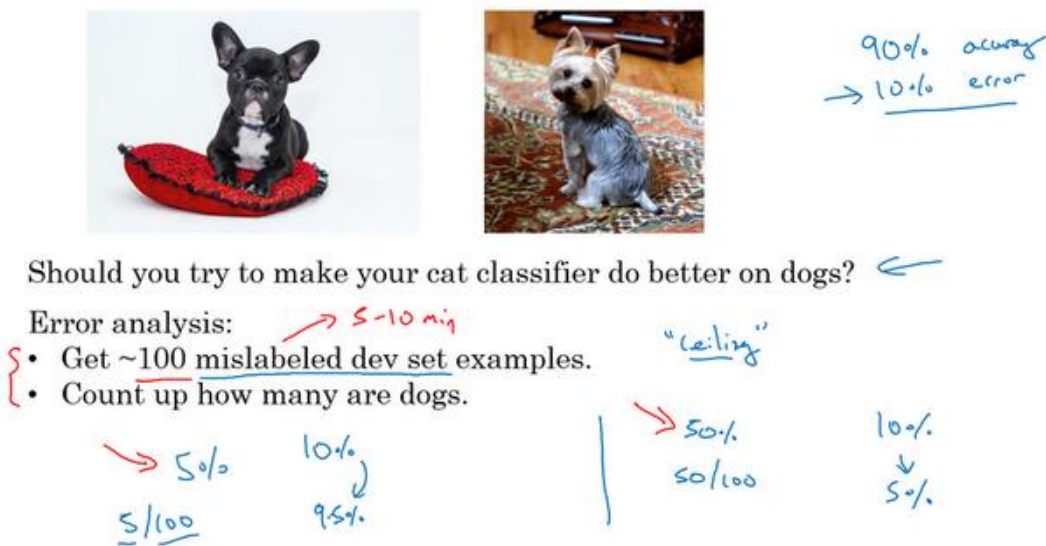 90% accuracy
→ 10% error
Should you try to make your cat classifier do better on dogs? ←
Error analysis:
→ 5-10 min
• Get ~100 mislabeled dev set examples.
"ceiling"
• Count up how many are dogs.
→ 5% 10%
5/100 9.5%
→ 50% 10%
50/100 5%